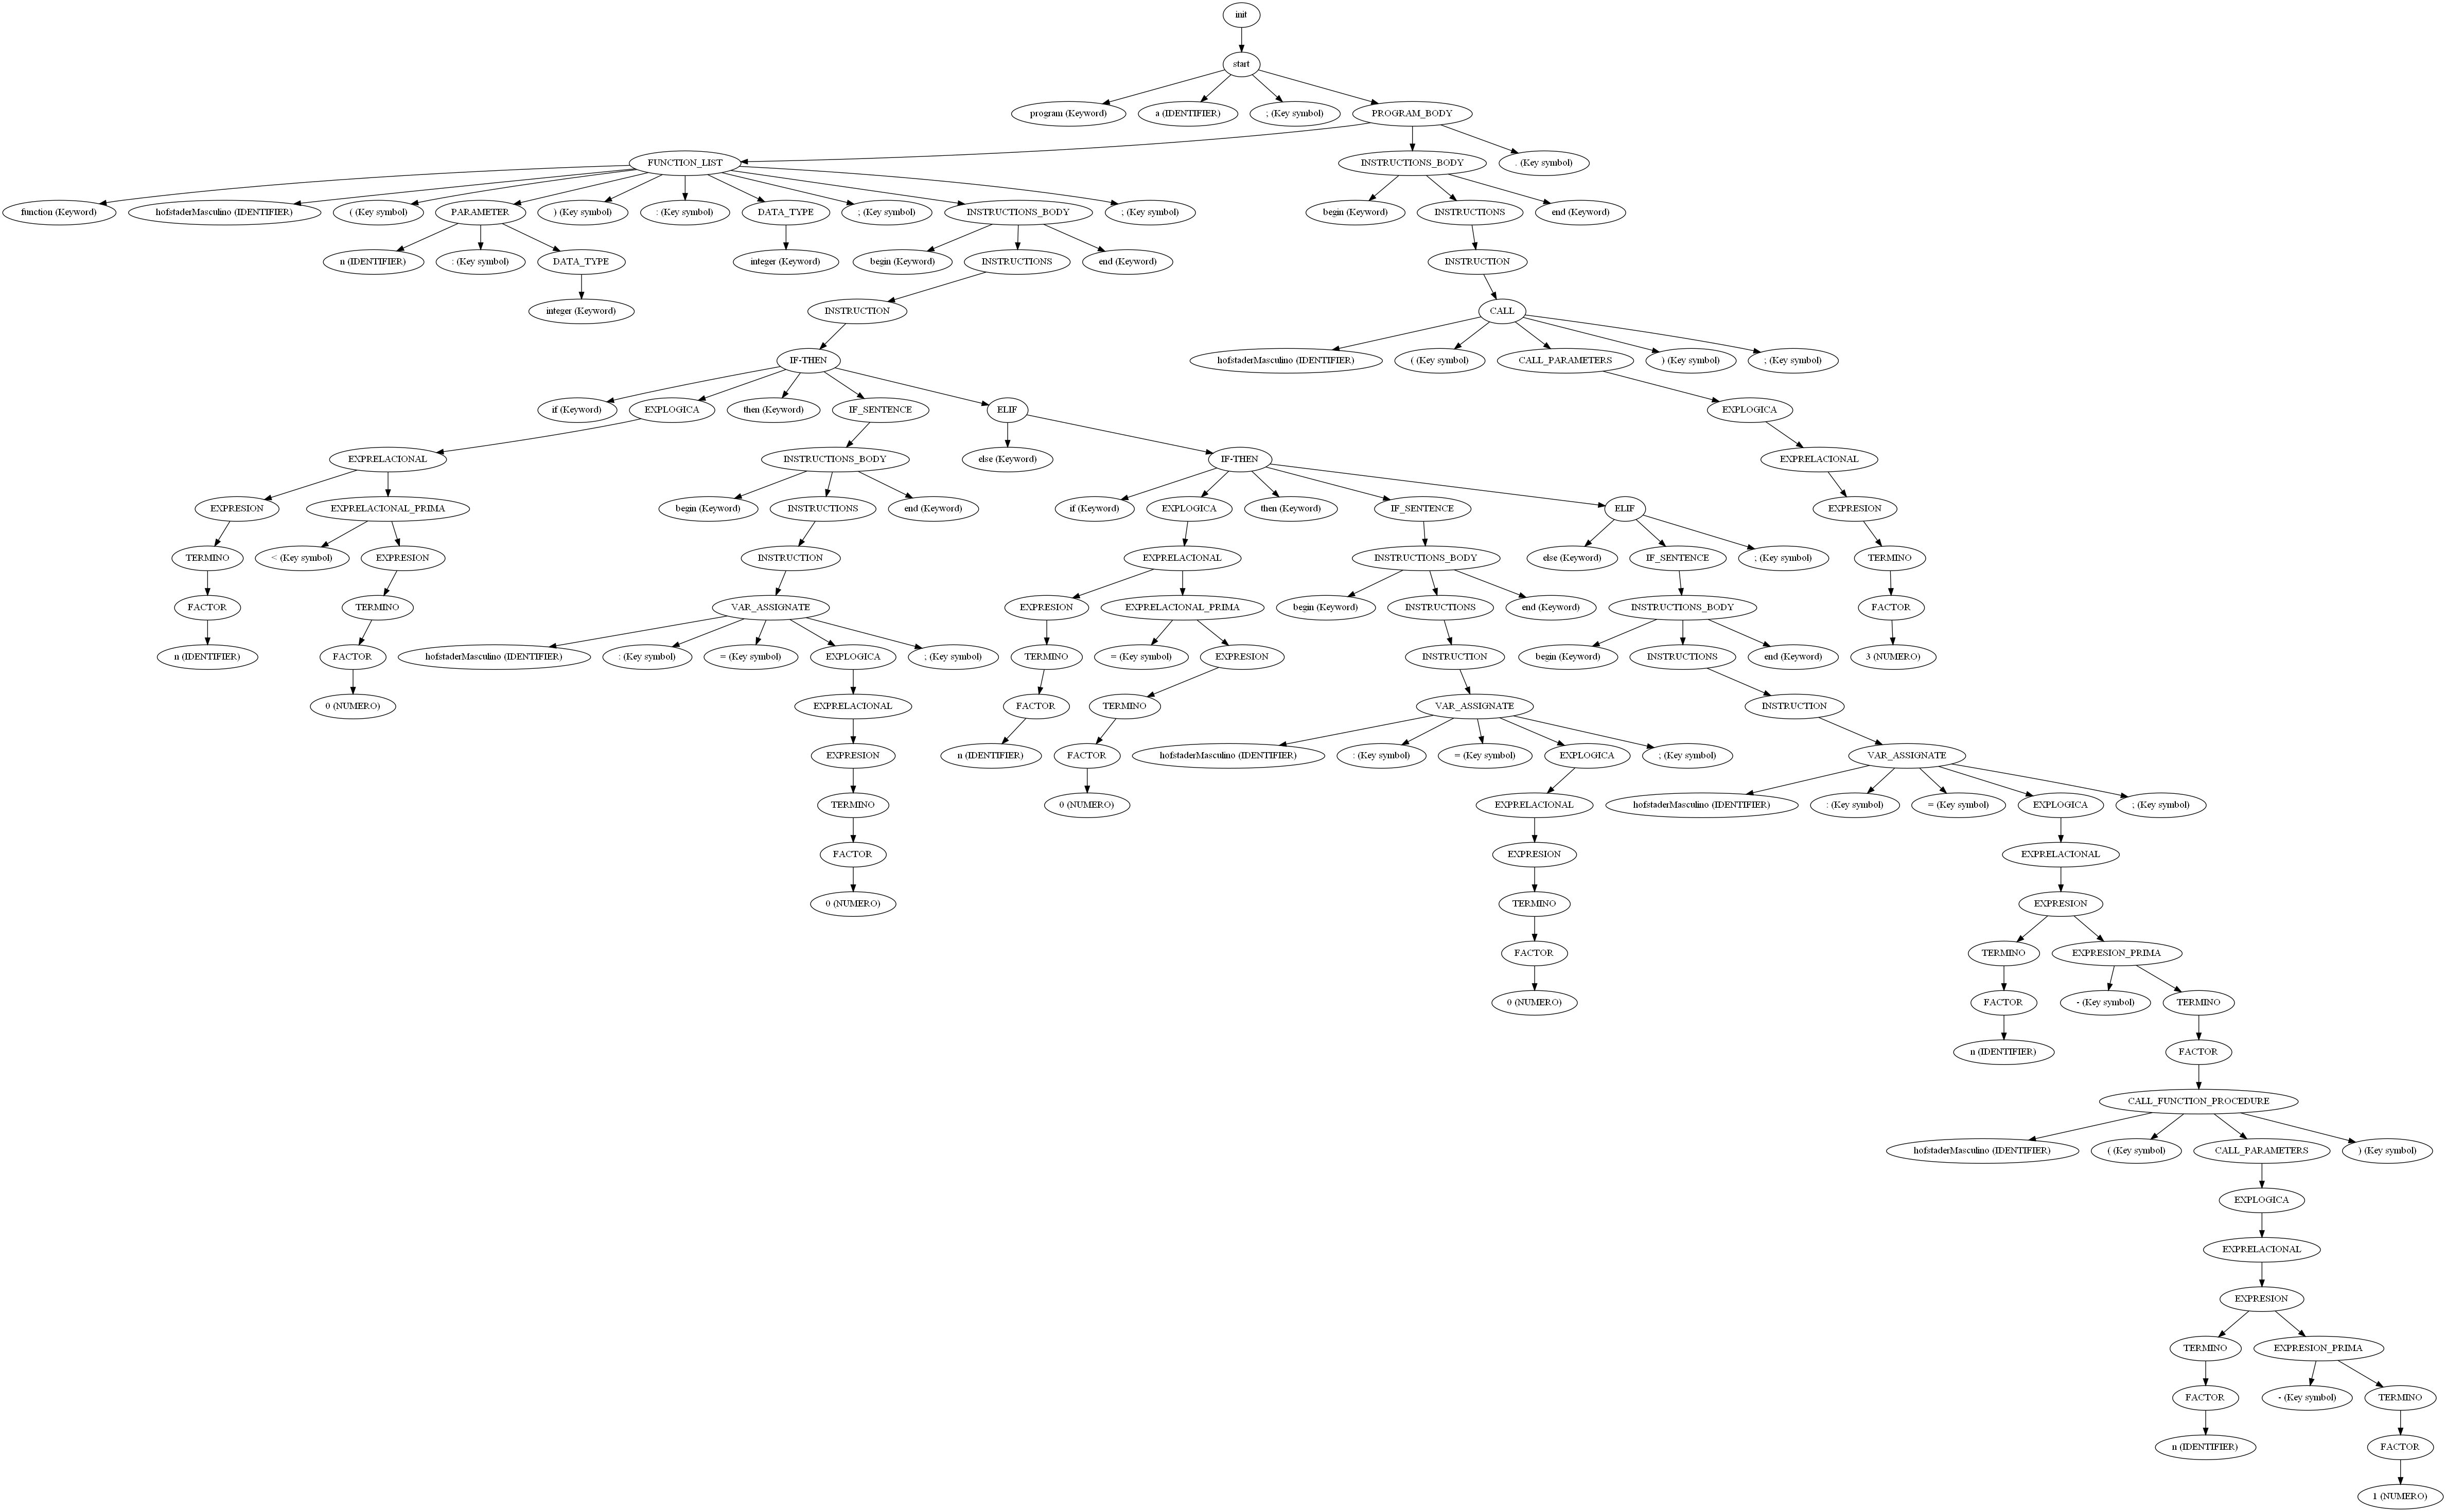 init
start
program (Keyword) a (IDENTIFIER) ; (Key symbol) PROGRAM_BODY
FUNCTION_LIST INSTRUCTIONS_BODY . (Key symbol)
function (Keyword) hofstaderMasculino (IDENTIFIER) ( (Key symbol) PARAMETER ) (Key symbol) : (Key symbol) DATA_TYPE ; (Key symbol) INSTRUCTIONS_BODY ; (Key symbol) begin (Keyword) INSTRUCTIONS end (Keyword)
n (IDENTIFIER) : (Key symbol) DATA_TYPE integer (Keyword) begin (Keyword) INSTRUCTIONS end (Keyword) INSTRUCTION
integer (Keyword) INSTRUCTION CALL
IF-THEN hofstaderMasculino (IDENTIFIER) ( (Key symbol) CALL_PARAMETERS ) (Key symbol) ; (Key symbol)
if (Keyword) EXPLOGICA then (Keyword) IF_SENTENCE ELIF EXPLOGICA
EXPRELACIONAL INSTRUCTIONS_BODY else (Keyword) IF-THEN EXPRELACIONAL
EXPRESION EXPRELACIONAL_PRIMA begin (Keyword) INSTRUCTIONS end (Keyword) if (Keyword) EXPLOGICA then (Keyword) IF_SENTENCE ELIF EXPRESION
TERMINO < (Key symbol) EXPRESION INSTRUCTION EXPRELACIONAL INSTRUCTIONS_BODY else (Keyword) IF_SENTENCE ; (Key symbol) TERMINO
FACTOR TERMINO VAR_ASSIGNATE EXPRESION EXPRELACIONAL_PRIMA begin (Keyword) INSTRUCTIONS end (Keyword) INSTRUCTIONS_BODY FACTOR
n (IDENTIFIER) FACTOR hofstaderMasculino (IDENTIFIER) : (Key symbol) = (Key symbol) EXPLOGICA ; (Key symbol) TERMINO = (Key symbol) EXPRESION INSTRUCTION begin (Keyword) INSTRUCTIONS end (Keyword) 3 (NUMERO)
0 (NUMERO) EXPRELACIONAL FACTOR TERMINO VAR_ASSIGNATE INSTRUCTION
EXPRESION n (IDENTIFIER) FACTOR hofstaderMasculino (IDENTIFIER) : (Key symbol) = (Key symbol) EXPLOGICA ; (Key symbol) VAR_ASSIGNATE
TERMINO 0 (NUMERO) EXPRELACIONAL hofstaderMasculino (IDENTIFIER) : (Key symbol) = (Key symbol) EXPLOGICA ; (Key symbol)
FACTOR EXPRESION EXPRELACIONAL
0 (NUMERO) TERMINO EXPRESION
FACTOR TERMINO EXPRESION_PRIMA
0 (NUMERO) FACTOR - (Key symbol) TERMINO
n (IDENTIFIER) FACTOR
CALL_FUNCTION_PROCEDURE
hofstaderMasculino (IDENTIFIER) ( (Key symbol) CALL_PARAMETERS ) (Key symbol)
EXPLOGICA
EXPRELACIONAL
EXPRESION
TERMINO EXPRESION_PRIMA
FACTOR - (Key symbol) TERMINO
n (IDENTIFIER) FACTOR
1 (NUMERO)